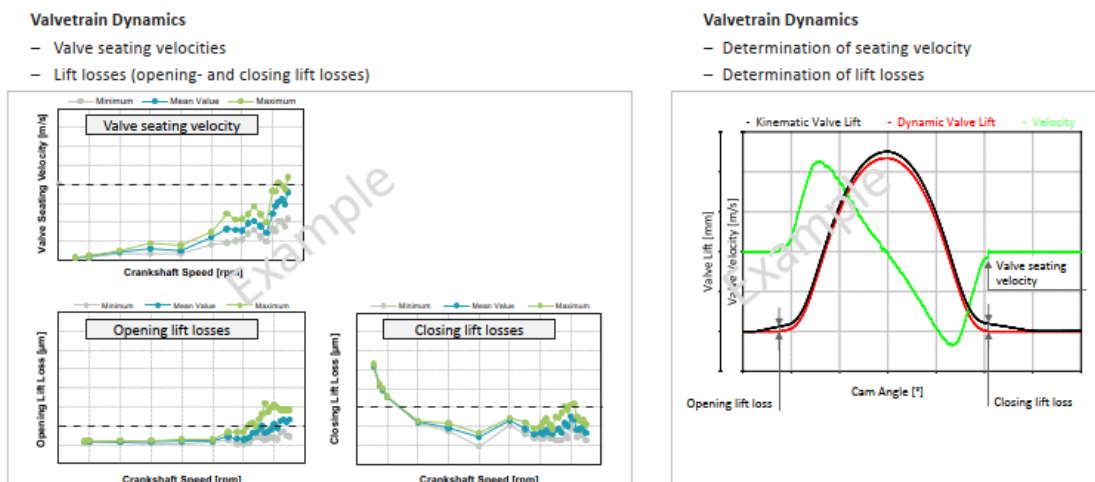 Valvetrain Dynamics
– Valve seating velocities
– Lift losses (opening- and closing lift losses)
Minimum Mean Value Maximum
Valve seating velocity
Valve Seating Velocity [m/s]
Crankshaft Speed [rpm]
Minimum Mean Value Maximum
Opening lift losses
Opening Lift Loss [µm]
Crankshaft Speed [rpm]
Minimum Mean Value Maximum
Closing lift losses
Closing Lift Loss [µm]
Crankshaft Speed [rpm]
Example
Valvetrain Dynamics
– Determination of seating velocity
– Determination of lift losses
- Kinematic Valve Lift - Dynamic Valve Lift - Velocity
Valve Lift [mm]
Valve Velocity [m/s]
Valve seating
velocity
Cam Angle [°]
Opening lift loss
Closing lift loss
Example